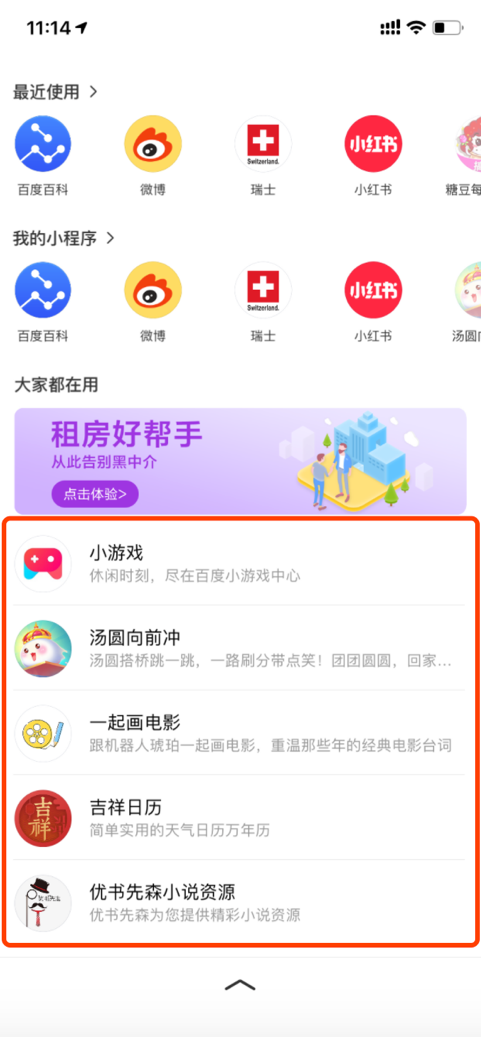 11:14
最近使用 >
Switzerland.
小红书
百度百科
微博
瑞士
小红书
糖豆每
我的小程序 >
Switzerland.
小红书
百度百科
微博
瑞士
小红书
汤圆向
大家都在用
租房好帮手
从此告别黑中介
点击体验>
小游戏
休闲时刻，尽在百度小游戏中心
汤圆向前冲
汤圆搭桥跳一跳，一路刷分带点笑！团团圆圆，回家...
一起画电影
跟机器人琥珀一起画电影，重温那些年的经典电影台词
吉祥
吉祥日历
简单实用的天气日历万年历
优书先森小说资源
优书先森为您提供精彩小说资源